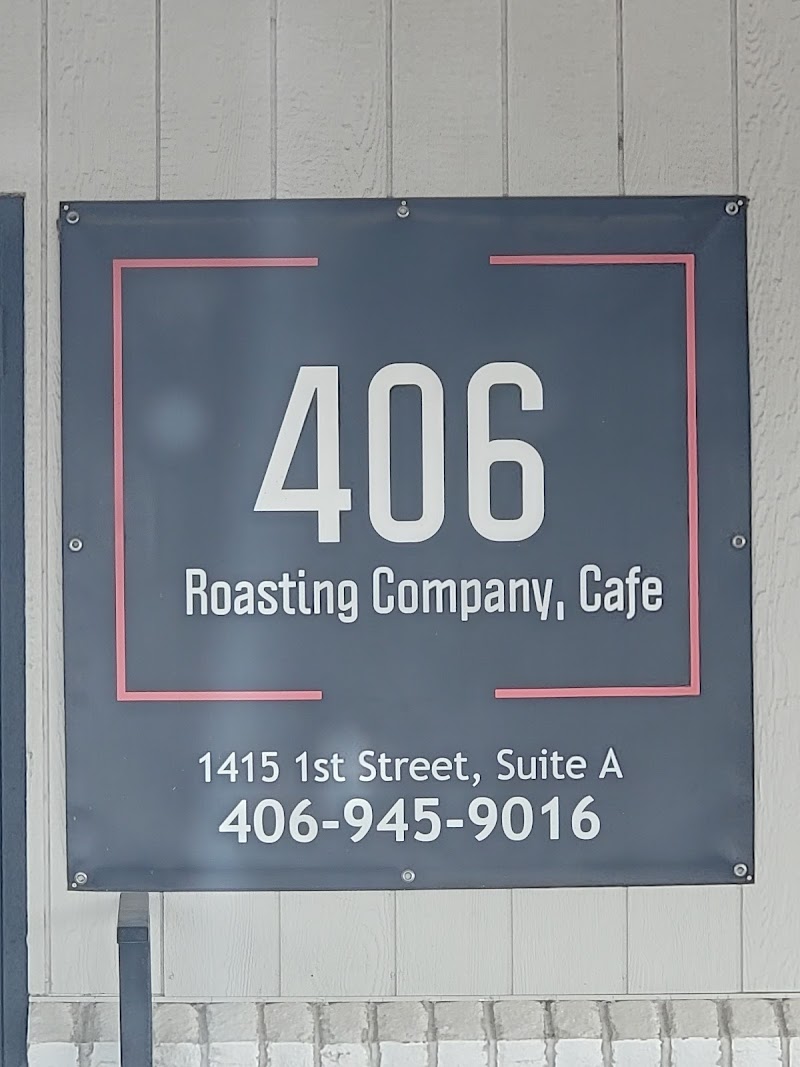 406
Roasting Company, Cafe
1415 1st Street, Suite A
406-945-9016